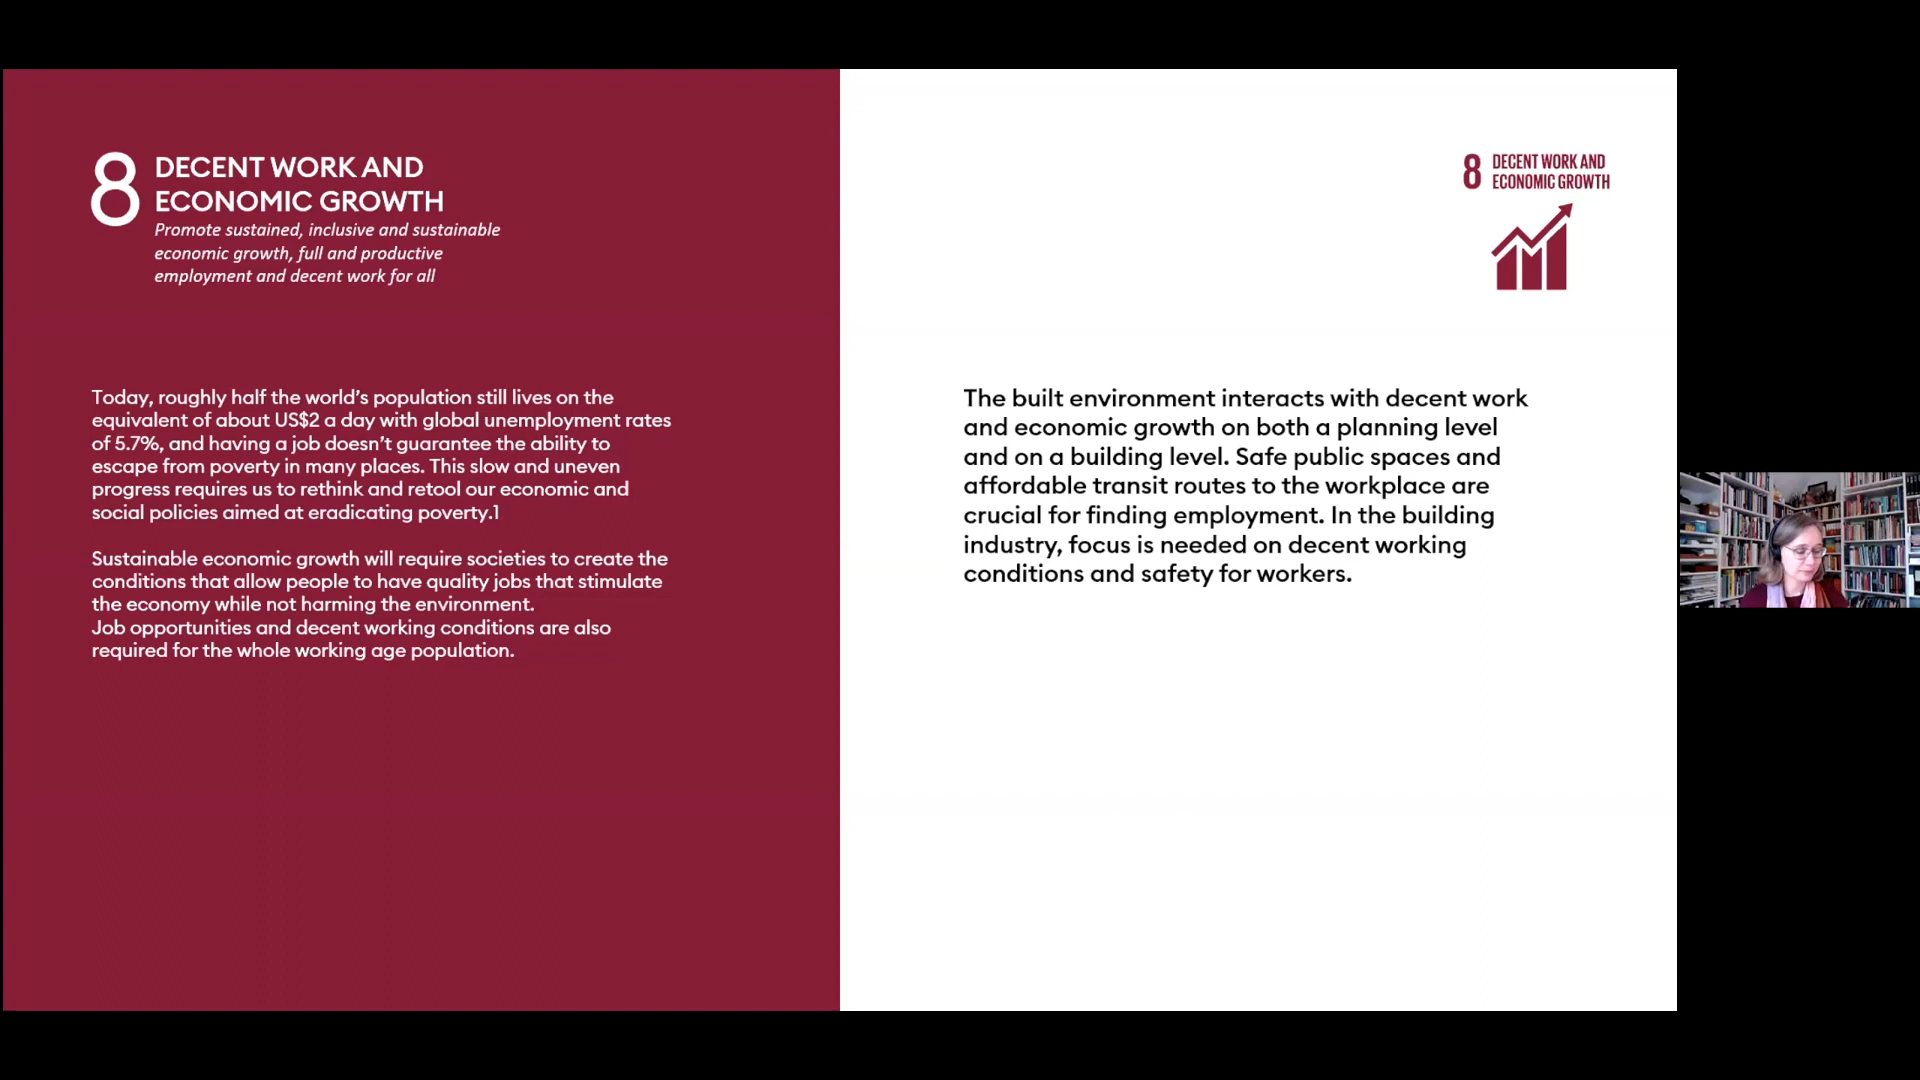 8
DECENT WORK AND
ECONOMIC GROWTH
Promote sustained, inclusive and sustainable
economic growth, full and productive
employment and decent work for all
Today, roughly half the world’s population still lives on the
equivalent of about US$2 a day with global unemployment rates
of 5.7%, and having a job doesn’t guarantee the ability to
escape from poverty in many places. This slow and uneven
progress requires us to rethink and retool our economic and
social policies aimed at eradicating poverty.1
Sustainable economic growth will require societies to create the
conditions that allow people to have quality jobs that stimulate
the economy while not harming the environment.
Job opportunities and decent working conditions are also
required for the whole working age population.
8 DECENT WORK AND
ECONOMIC GROWTH
The built environment interacts with decent work
and economic growth on both a planning level
and on a building level. Safe public spaces and
affordable transit routes to the workplace are
crucial for finding employment. In the building
industry, focus is needed on decent working
conditions and safety for workers.